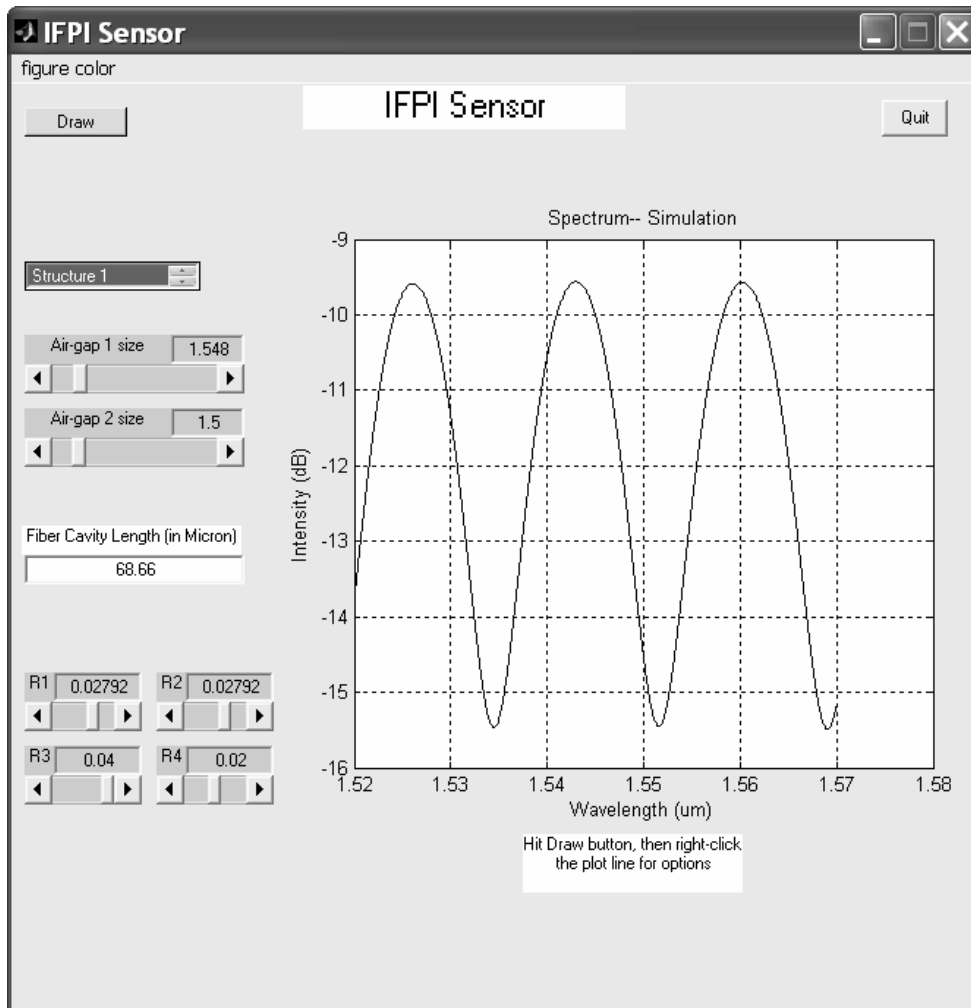 IFPI Sensor
figure color
IFPI Sensor
Draw
Quit
Structure 1
Air-gap 1 size 1.548
Air-gap 2 size 1.5
Fiber Cavity Length (in Micron)
68.66
R1 0.02792 R2 0.02792
R3 0.04 R4 0.02
Spectrum-- Simulation
-9
-10
-11
-12
-13
-14
-15
-16
Intensity (dB)
1.52 1.53 1.54 1.55 1.56 1.57 1.58
Wavelength (um)
Hit Draw button, then right-click
the plot line for options